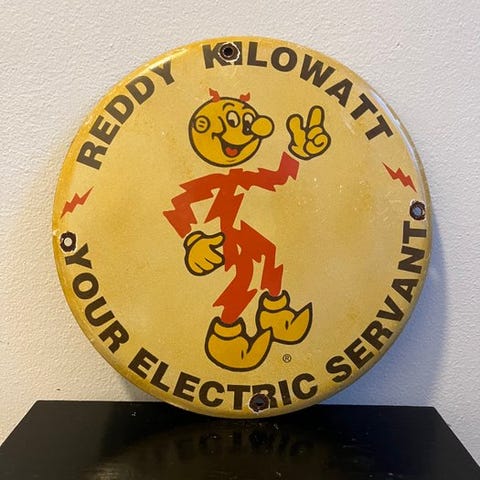 REDDY KILOWATT
YOUR ELECTRIC SERVANT
®